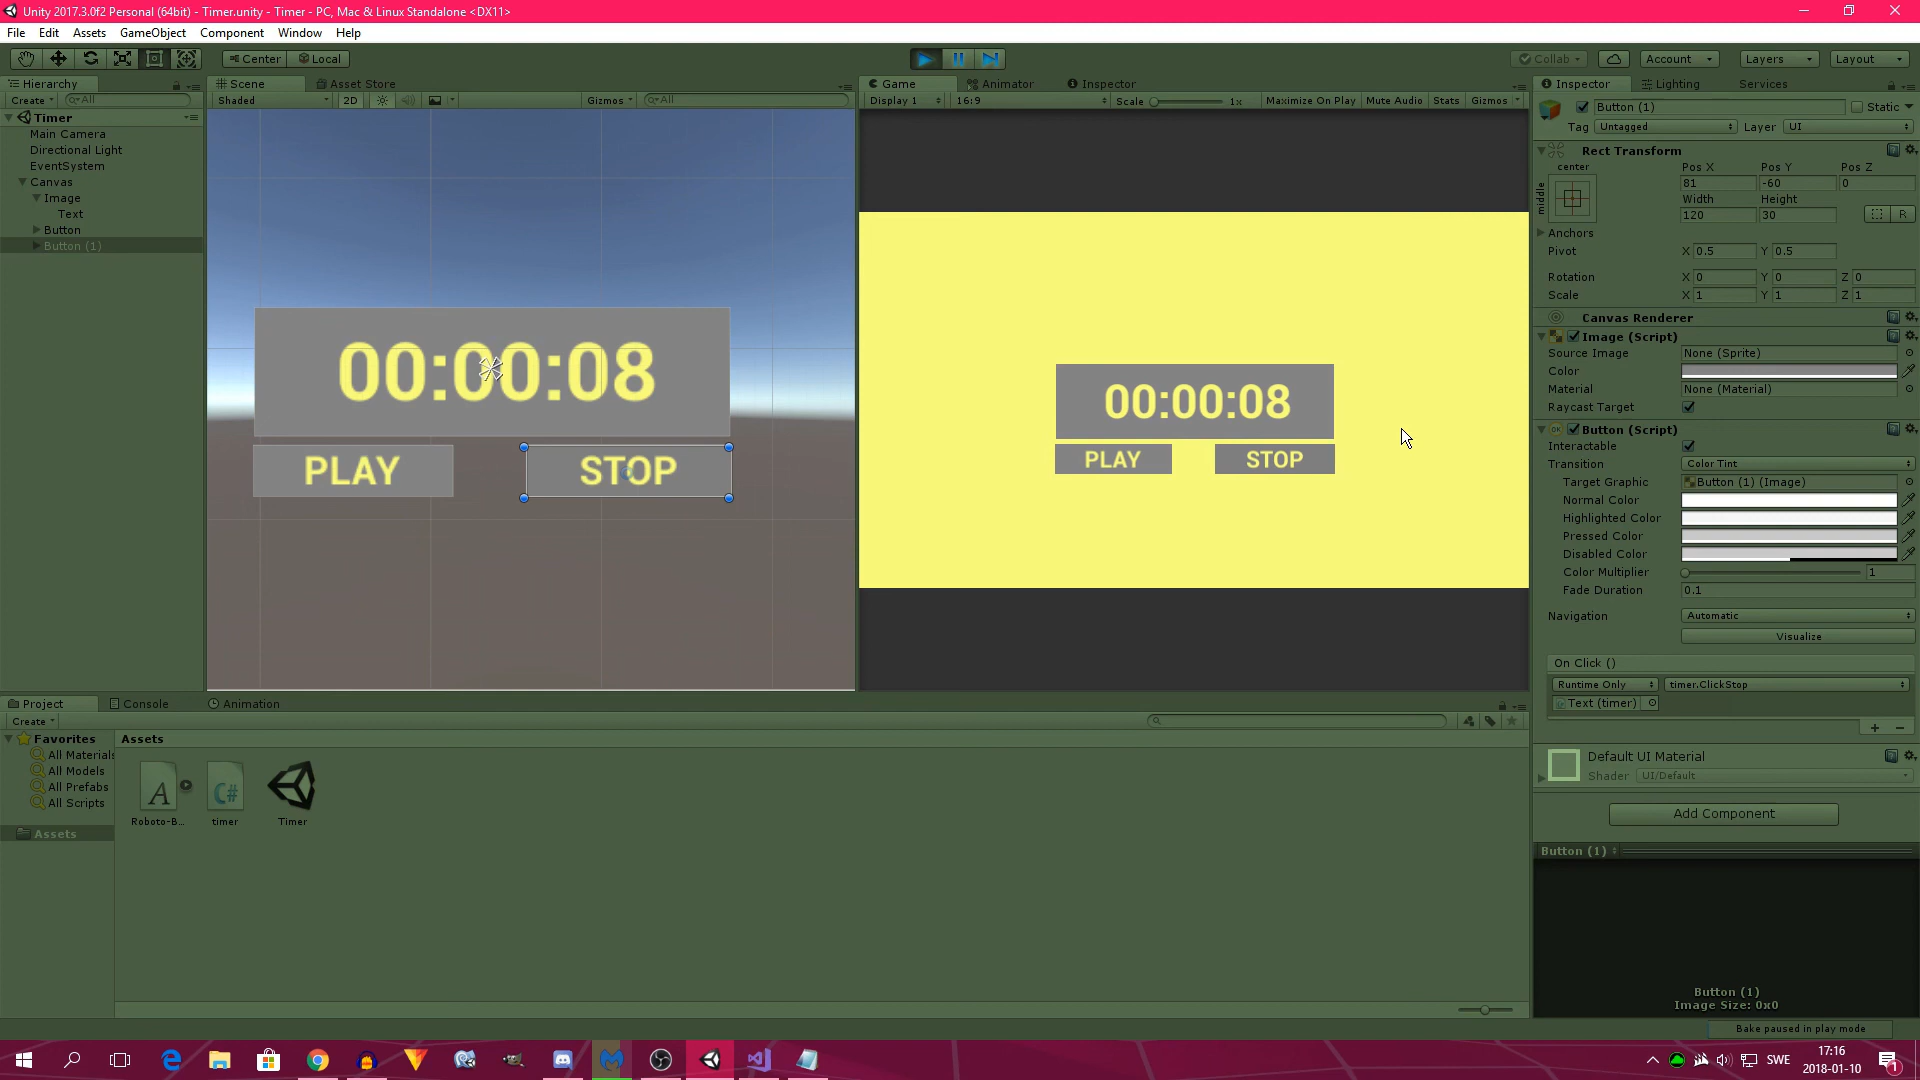 Unity 2017.3.0f2 Personal (64bit) - Timer.unity - Timer - PC, Mac & Linux Standalone <DX11>
File Edit Assets GameObject Component Window Help
Center Local
Collab Account Layers Layout
Hierarchy
Create All
Timer
Main Camera
Directional Light
EventSystem
Canvas
Image
Text
Button
Button (1)
Scene Asset Store
Shaded 2D Gizmos All
00:00:08
PLAY STOP
Game Animator Inspector
Display 1 16:9 Scale 1x Maximize On Play Mute Audio Stats Gizmos
00:00:08
PLAY STOP
Inspector Lighting Services
Button (1) Static
Tag Untagged Layer UI
Rect Transform
center Pos X Pos Y Pos Z
middle
81 -60 0
Width Height
120 30 R
Anchors
Pivot X 0.5 Y 0.5
Rotation X 0 Y 0 Z 0
Scale X 1 Y 1 Z 1
Canvas Renderer
Image (Script)
Source Image None (Sprite)
Color
Material None (Material)
Raycast Target
Button (Script)
Interactable
Transition Color Tint
Target Graphic Button (1) (Image)
Normal Color
Highlighted Color
Pressed Color
Disabled Color
Color Multiplier 1
Fade Duration 0.1
Navigation Automatic
Visualize
On Click ()
Runtime Only timer.ClickStop
Text (timer)
+ −
Default UI Material
Shader UI/Default
Add Component
Button (1)
Button (1)
Image Size: 0x0
Bake paused in play mode
Project Console Animation
Create
Favorites
All Materials
All Models
All Prefabs
All Scripts
Assets
Assets
A
C#
Roboto-B... timer Timer
SWE
17:16
2018-01-10
1